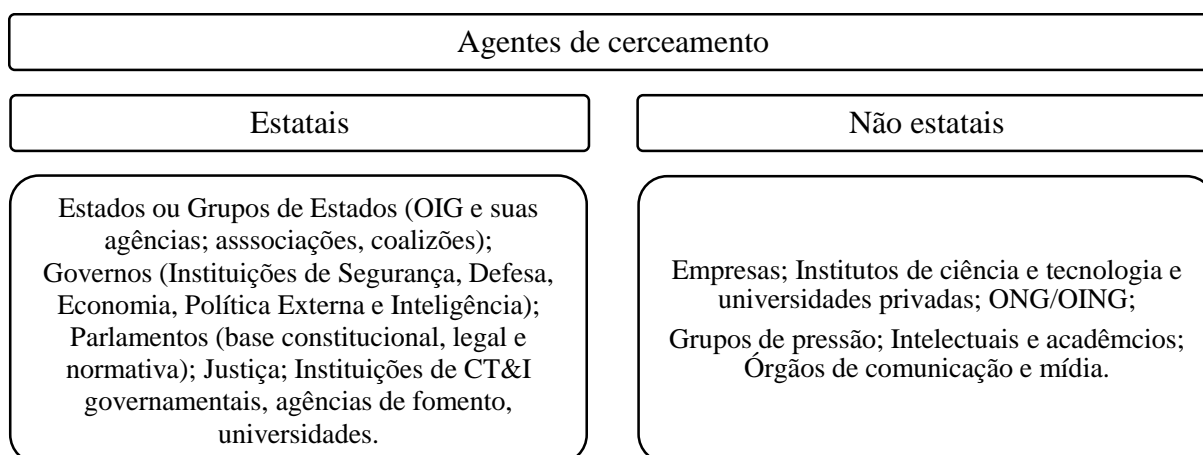 Agentes de cerceamento
Estatais
Não estatais
Estados ou Grupos de Estados (OIG e suas
agências; asssociações, coalizões);
Governos (Instituições de Segurança, Defesa,
Economia, Política Externa e Inteligência);
Parlamentos (base constitucional, legal e
normativa); Justiça; Instituições de CT&I
governamentais, agências de fomento,
universidades.
Empresas; Institutos de ciência e tecnologia e
universidades privadas; ONG/OING;
Grupos de pressão; Intelectuais e acadêmcios;
Órgãos de comunicação e mídia.